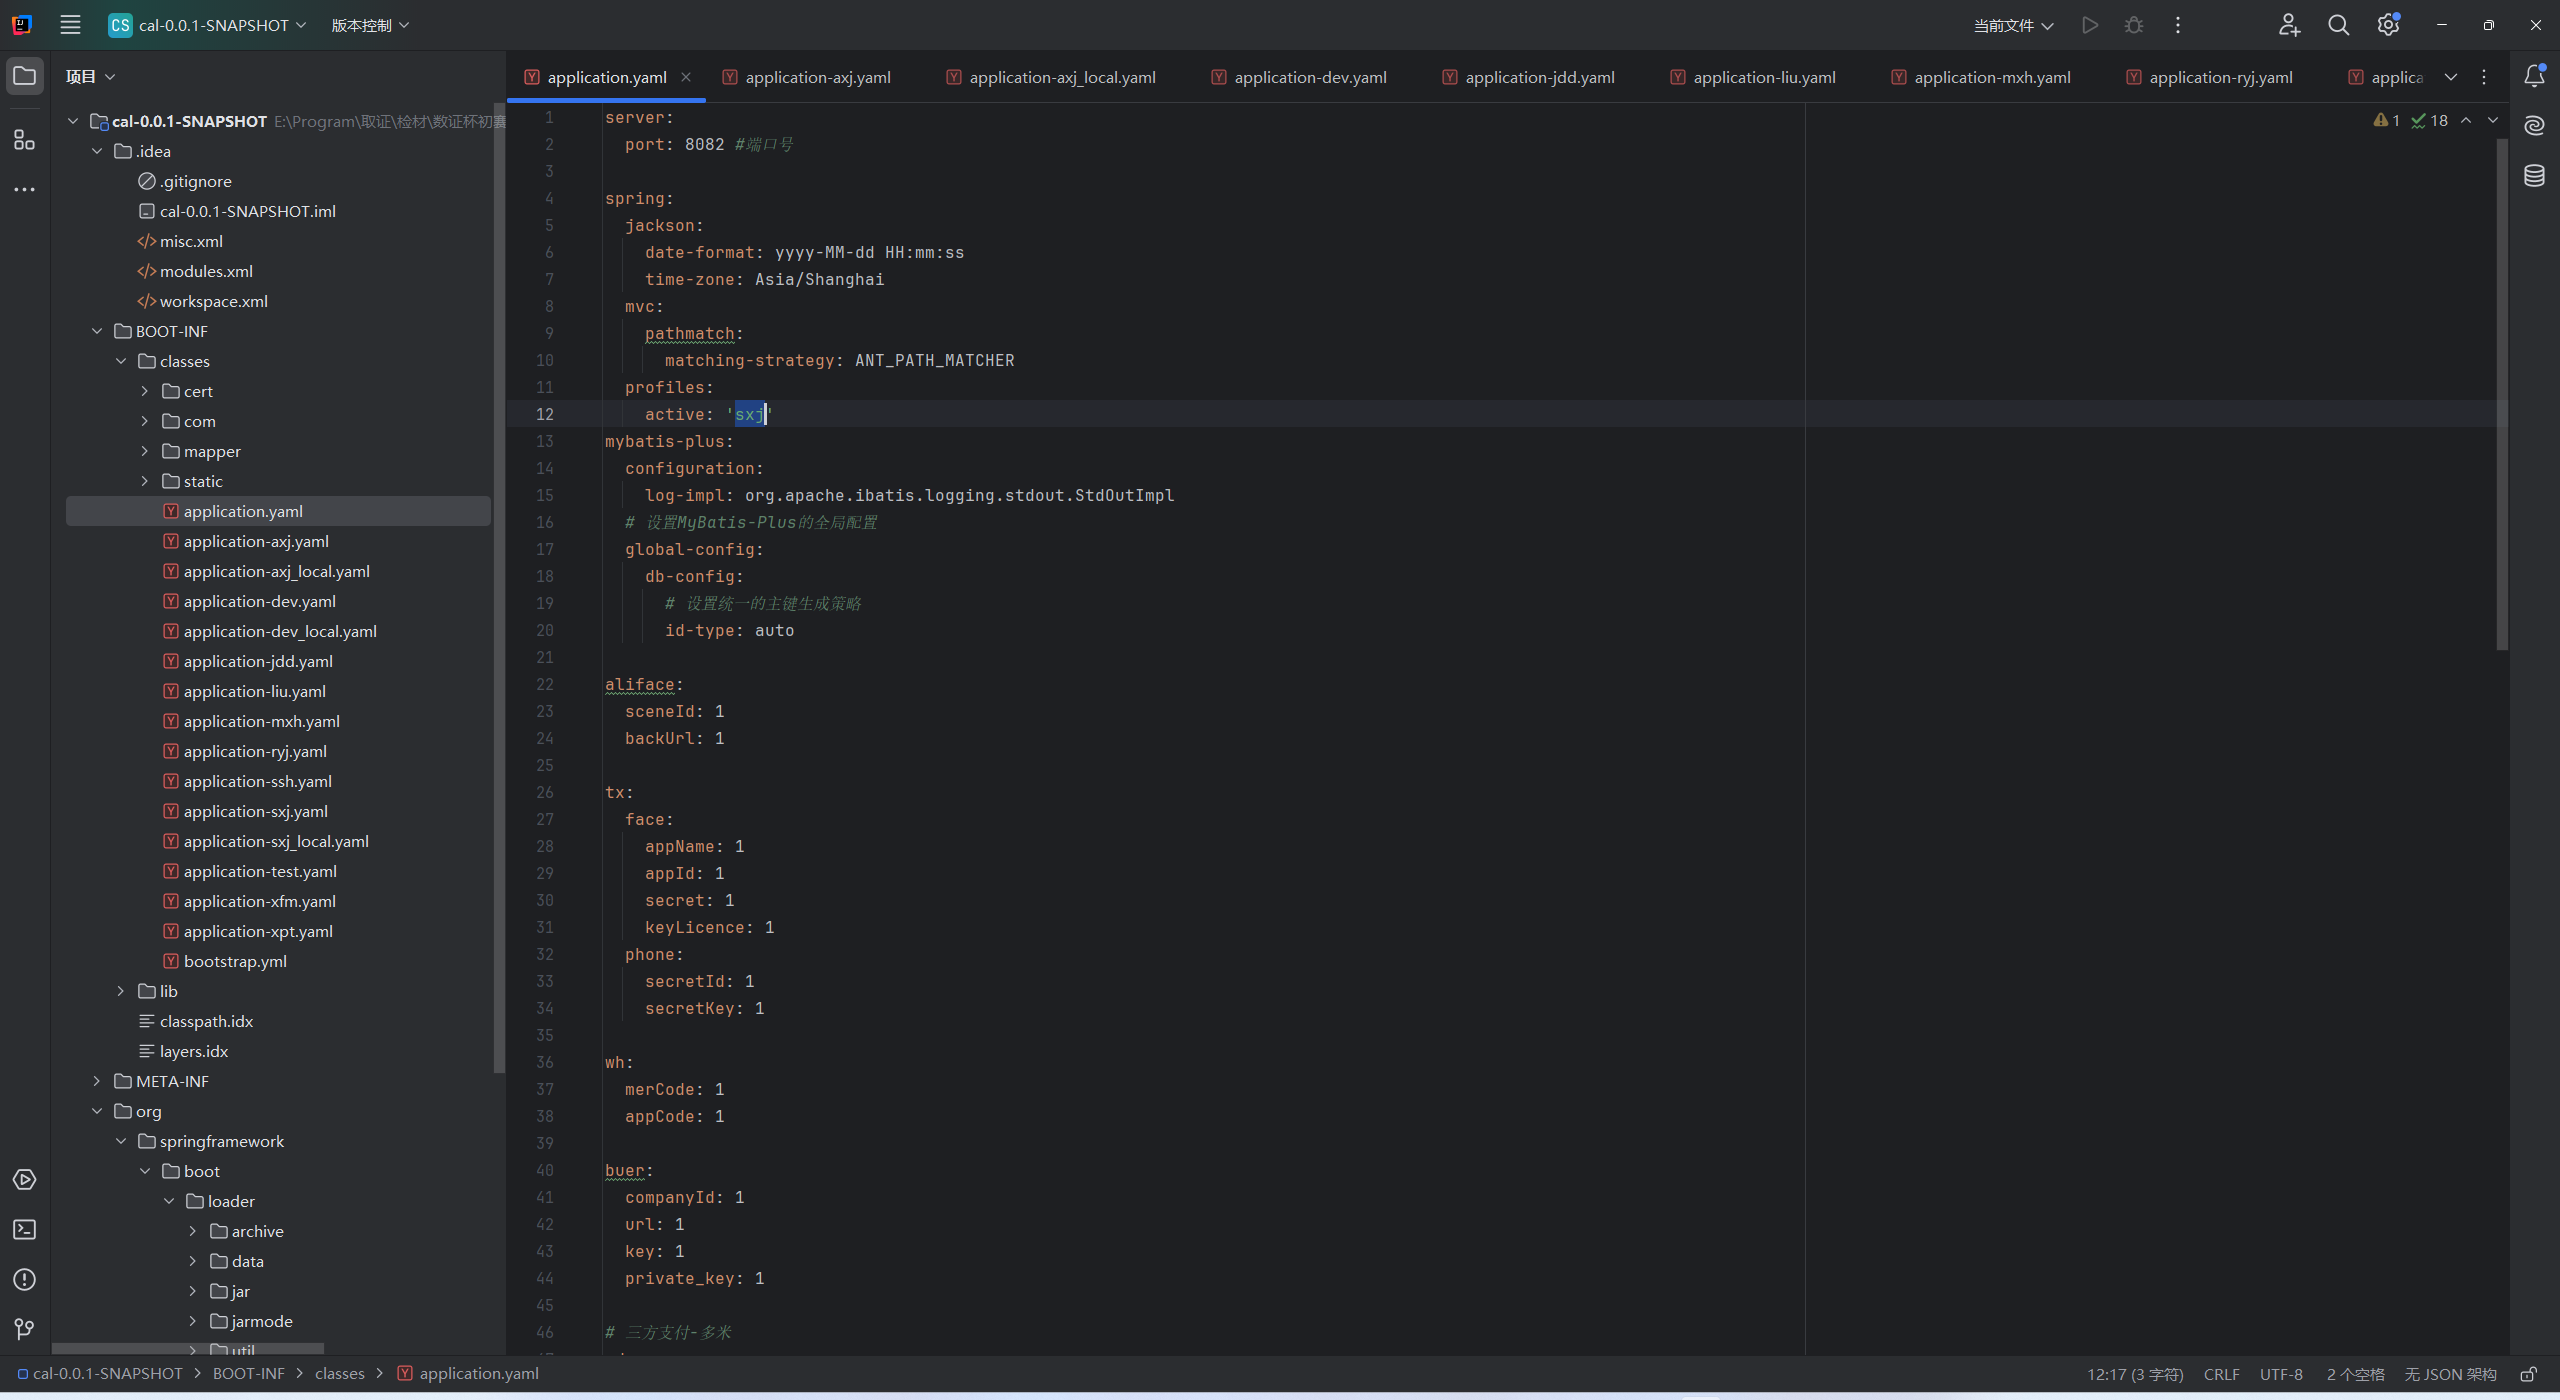 CS cal-0.0.1-SNAPSHOT 版本控制 当前文件
项目
cal-0.0.1-SNAPSHOT E:\Program\取证\检材\数证杯初赛
.idea
.gitignore
cal-0.0.1-SNAPSHOT.iml
misc.xml
modules.xml
workspace.xml
BOOT-INF
classes
cert
com
mapper
static
application.yaml
application-axj.yaml
application-axj_local.yaml
application-dev.yaml
application-dev_local.yaml
application-jdd.yaml
application-liu.yaml
application-mxh.yaml
application-ryj.yaml
application-ssh.yaml
application-sxj.yaml
application-sxj_local.yaml
application-test.yaml
application-xfm.yaml
application-xpt.yaml
bootstrap.yml
lib
classpath.idx
layers.idx
META-INF
org
springframework
boot
loader
archive
data
jar
jarmode
util
application.yaml application-axj.yaml application-axj_local.yaml application-dev.yaml application-jdd.yaml application-liu.yaml application-mxh.yaml application-ryj.yaml applica
1 18
1 server:
2 port: 8082 #端口号
3
4 spring:
5 jackson:
6 date-format: yyyy-MM-dd HH:mm:ss
7 time-zone: Asia/Shanghai
8 mvc:
9 pathmatch:
10 matching-strategy: ANT_PATH_MATCHER
11 profiles:
12 active: 'sxj'
13 mybatis-plus:
14 configuration:
15 log-impl: org.apache.ibatis.logging.stdout.StdOutImpl
16 # 设置MyBatis-Plus的全局配置
17 global-config:
18 db-config:
19 # 设置统一的主键生成策略
20 id-type: auto
21
22 aliface:
23 sceneId: 1
24 backUrl: 1
25
26 tx:
27 face:
28 appName: 1
29 appId: 1
30 secret: 1
31 keyLicence: 1
32 phone:
33 secretId: 1
34 secretKey: 1
35
36 wh:
37 merCode: 1
38 appCode: 1
39
40 buer:
41 companyId: 1
42 url: 1
43 key: 1
44 private_key: 1
45
46 # 三方支付-多米
cal-0.0.1-SNAPSHOT BOOT-INF classes application.yaml 12:17 (3 字符) CRLF UTF-8 2 个空格 无 JSON 架构